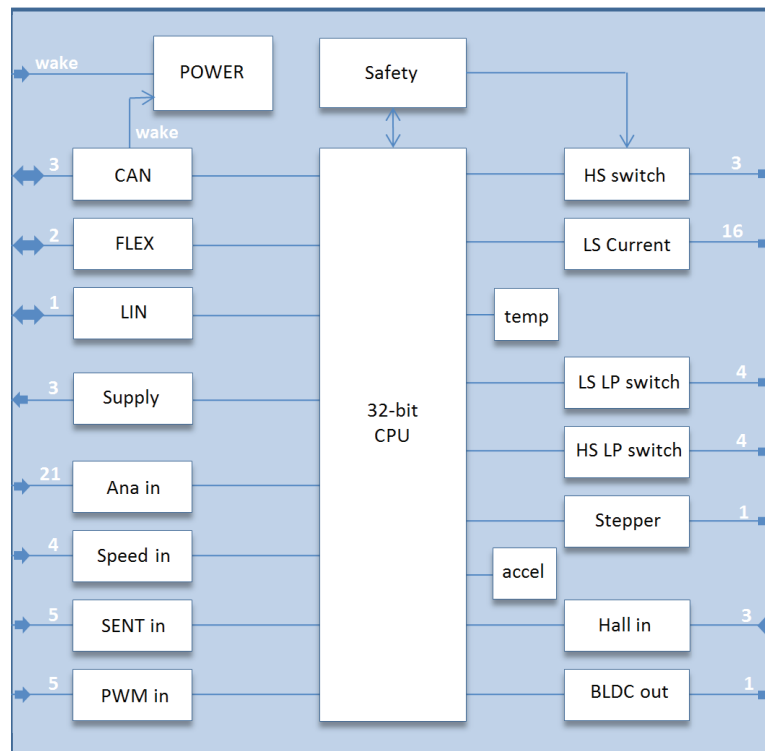 wake
POWER
Safety
wake
3
CAN
HS switch
3
2
FLEX
LS Current
16
1
LIN
temp
3
Supply
32-bit
CPU
LS LP switch
4
HS LP switch
4
21
Ana in
Stepper
1
4
Speed in
accel
5
SENT in
Hall in
3
5
PWM in
BLDC out
1